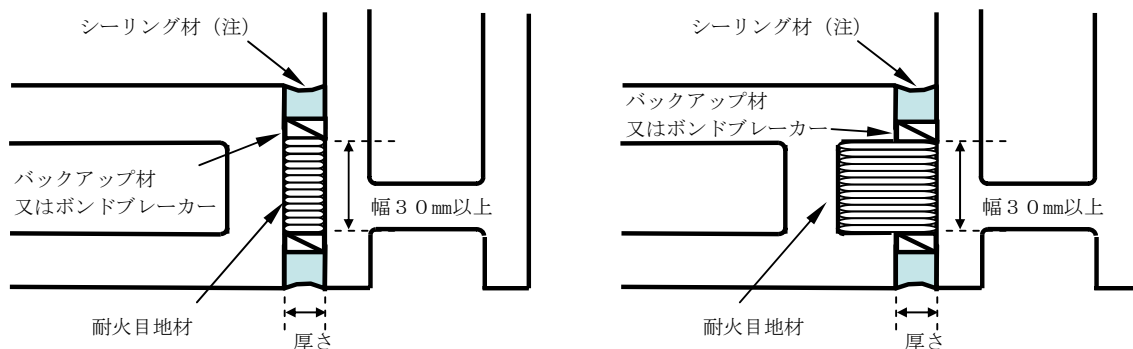 シーリング材（注）
バックアップ材
又はボンドブレーカー
幅３０㎜以上
耐火目地材
厚さ
シーリング材（注）
バックアップ材
又はボンドブレーカー
幅３０㎜以上
耐火目地材
厚さ